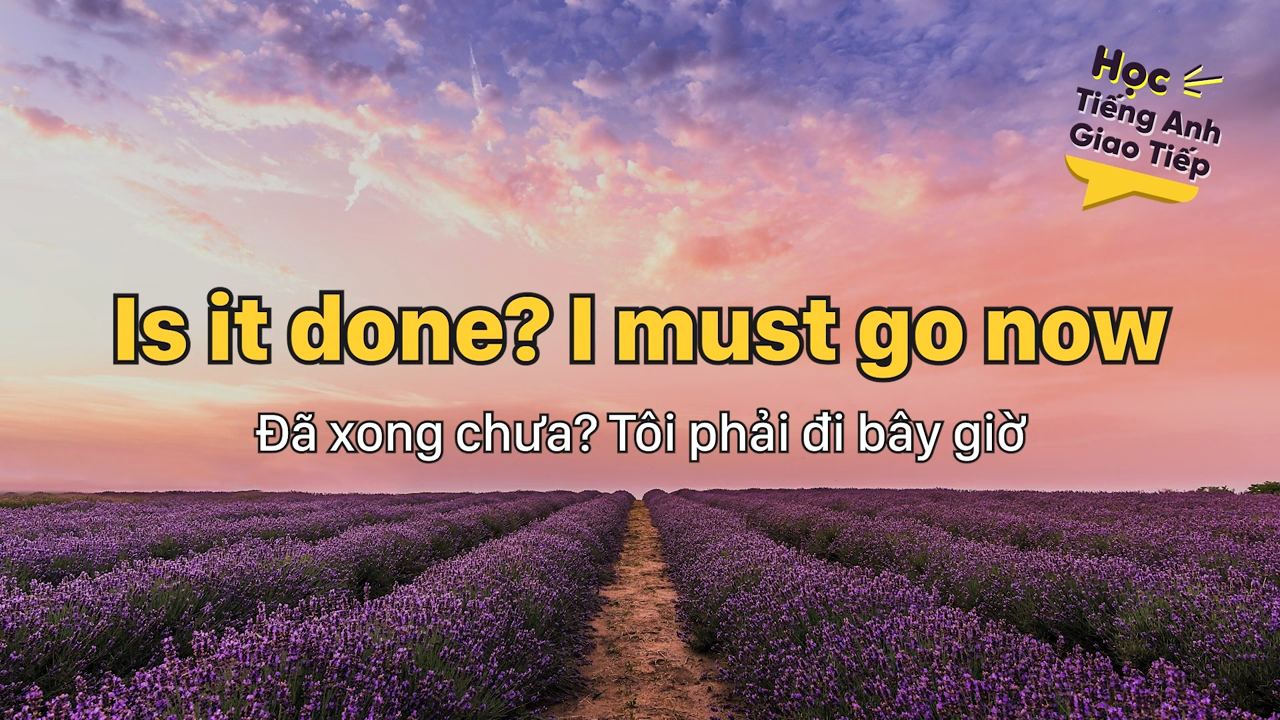 Học
Tiếng Anh
Giao Tiếp
Is it done? I must go now
Đã xong chưa? Tôi phải đi bây giờ